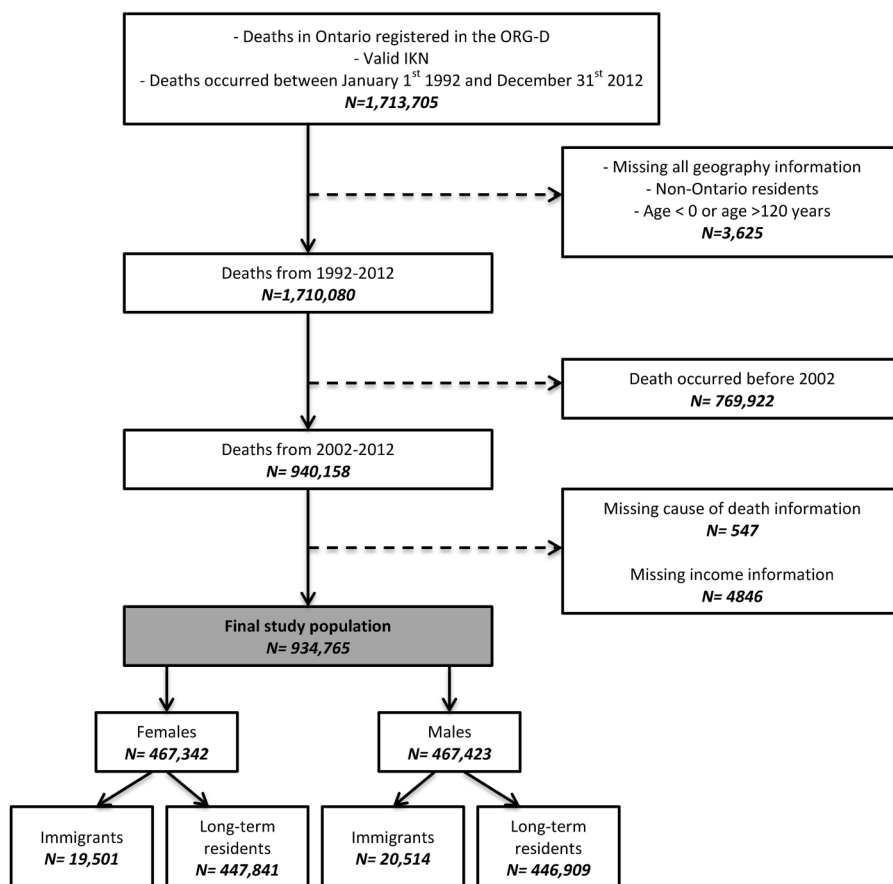 - Deaths in Ontario registered in the ORG-D
- Valid IKN
- Deaths occurred between January 1st 1992 and December 31st 2012
N=1,713,705
- Missing all geography information
- Non-Ontario residents
- Age < 0 or age >120 years
N=3,625
Deaths from 1992-2012
N=1,710,080
Death occurred before 2002
N= 769,922
Deaths from 2002-2012
N= 940,158
Missing cause of death information
N= 547
Missing income information
N= 4846
Final study population
N= 934,765
Females
N= 467,342
Males
N= 467,423
Immigrants
N= 19,501
Long-term
residents
N= 447,841
Immigrants
N= 20,514
Long-term
residents
N= 446,909